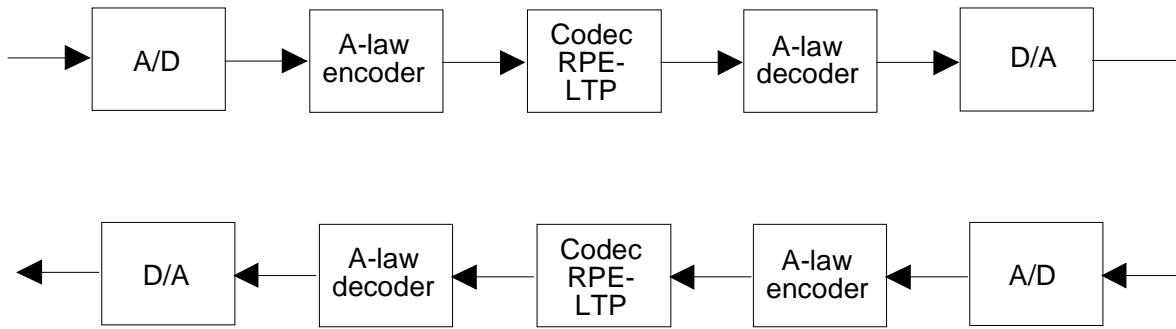 A/D
A-law
encoder
Codec
RPE-
LTP
A-law
decoder
D/A
D/A
A-law
decoder
Codec
RPE-
LTP
A-law
encoder
A/D